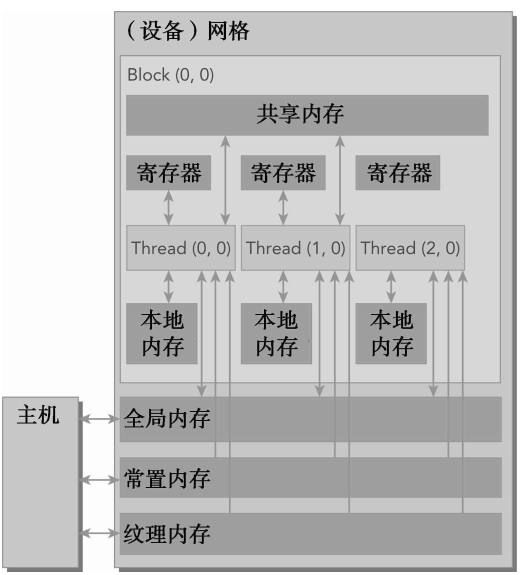 （设备）网格
Block (0, 0)
共享内存
寄存器
寄存器
寄存器
Thread (0, 0)
Thread (1, 0)
Thread (2, 0)
本地
内存
本地
内存
本地
内存
主机
全局内存
常置内存
纹理内存